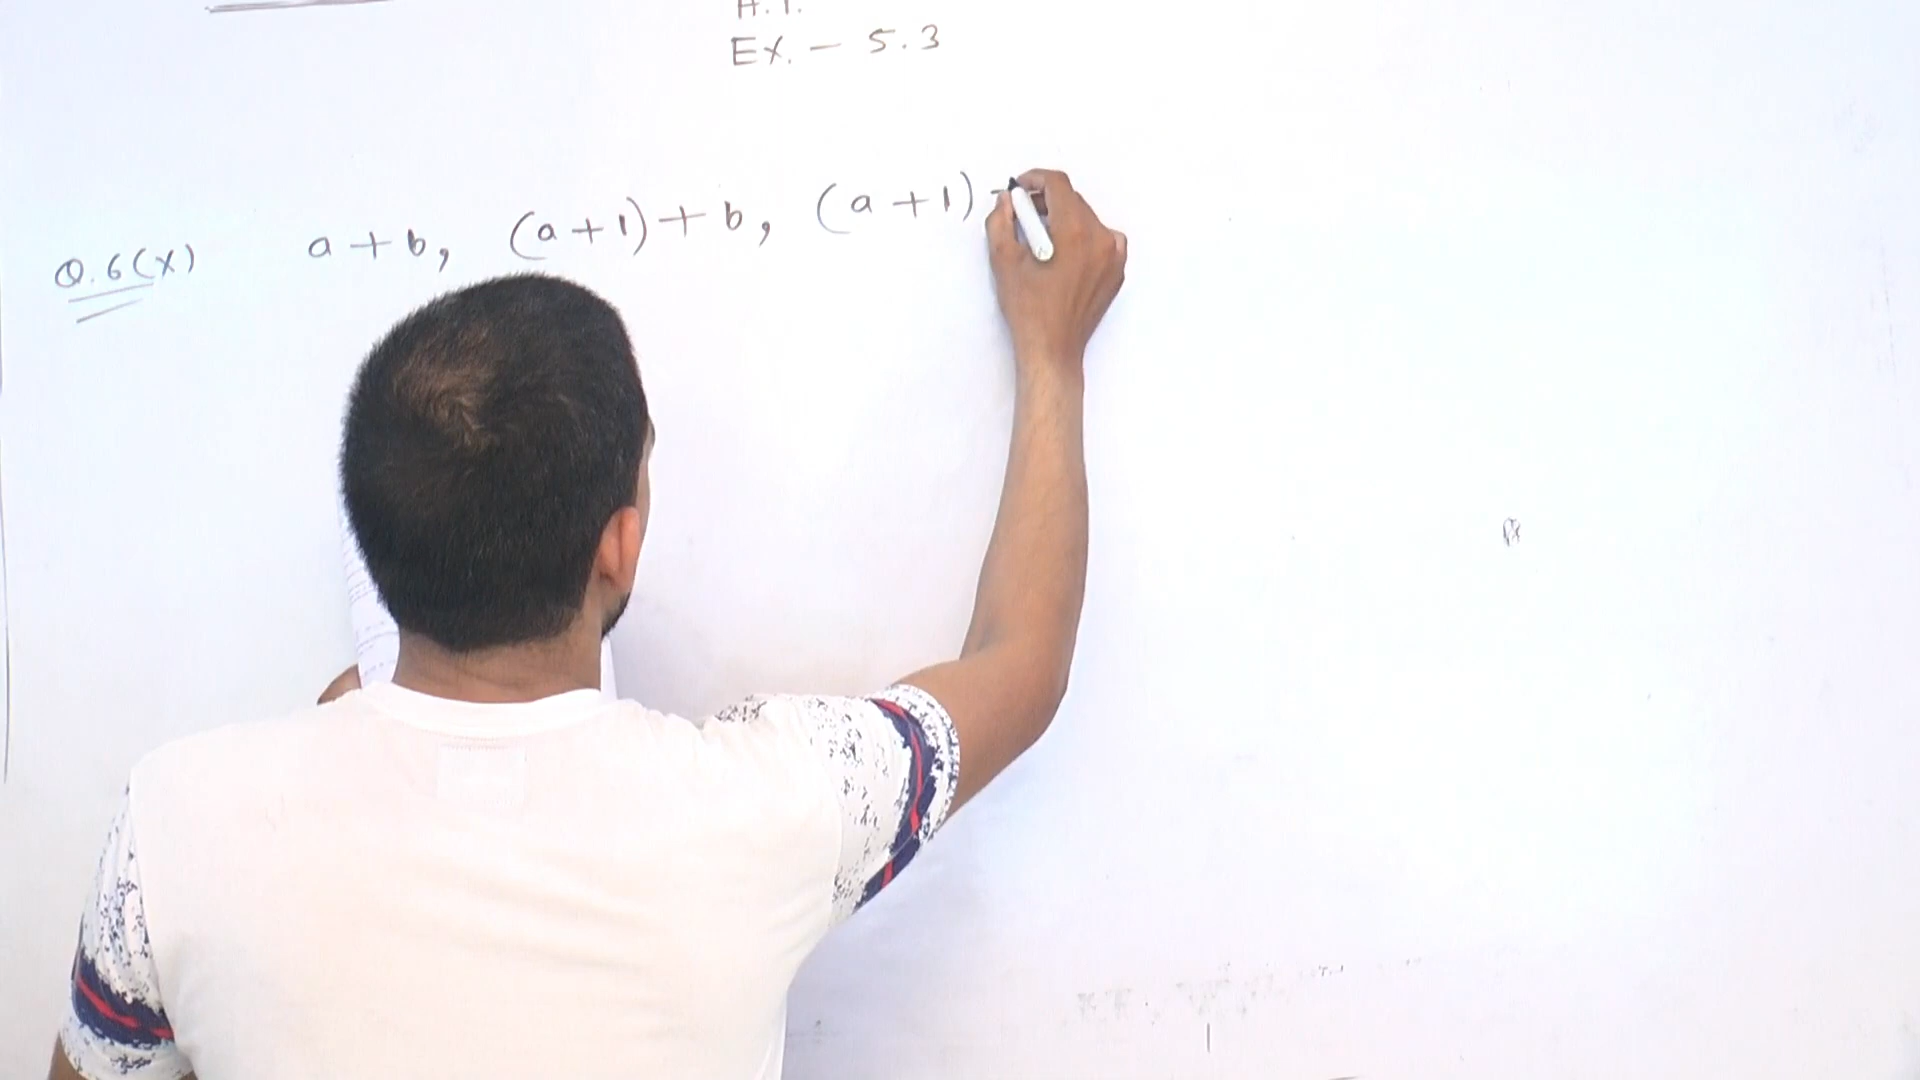 A.P.
Ex. - 5.3
Q.6(x) a+b, (a+1)+b, (a+1)+